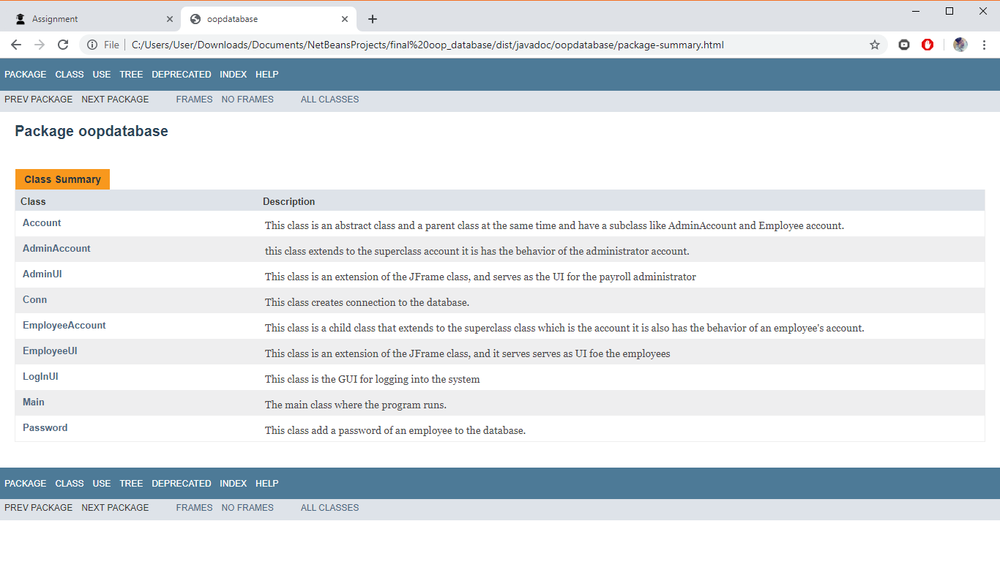 Assignment
oopdatabase
File C:/Users/User/Downloads/Documents/NetBeansProjects/final%20oop_database/dist/javadoc/oopdatabase/package-summary.html
PACKAGE CLASS USE TREE DEPRECATED INDEX HELP
PREV PACKAGE NEXT PACKAGE FRAMES NO FRAMES ALL CLASSES
Package oopdatabase
Class Summary
Class Description
Account This class is an abstract class and a parent class at the same time and have a subclass like AdminAccount and Employee account.
AdminAccount this class extends to the superclass account it is has the behavior of the administrator account.
AdminUI This class is an extension of the JFrame class, and serves as the UI for the payroll administrator
Conn This class creates connection to the database.
EmployeeAccount This class is a child class that extends to the superclass class which is the account it is also has the behavior of an employee's account.
EmployeeUI This class is an extension of the JFrame class, and it serves serves as UI foe the employees
LogInUI This class is the GUI for logging into the system
Main The main class where the program runs.
Password This class add a password of an employee to the database.
PACKAGE CLASS USE TREE DEPRECATED INDEX HELP
PREV PACKAGE NEXT PACKAGE FRAMES NO FRAMES ALL CLASSES